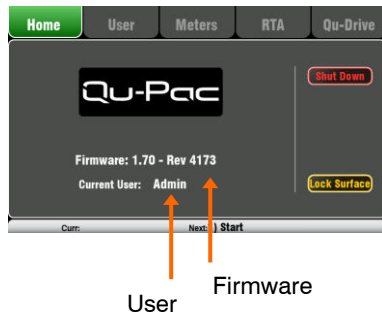 Home User Meters RTA Qu-Drive
Qu-Pac
Shut Down
Firmware: 1.70 - Rev 4173
Current User: Admin
Lock Surface
Curr: Next: ) Start
Firmware
User